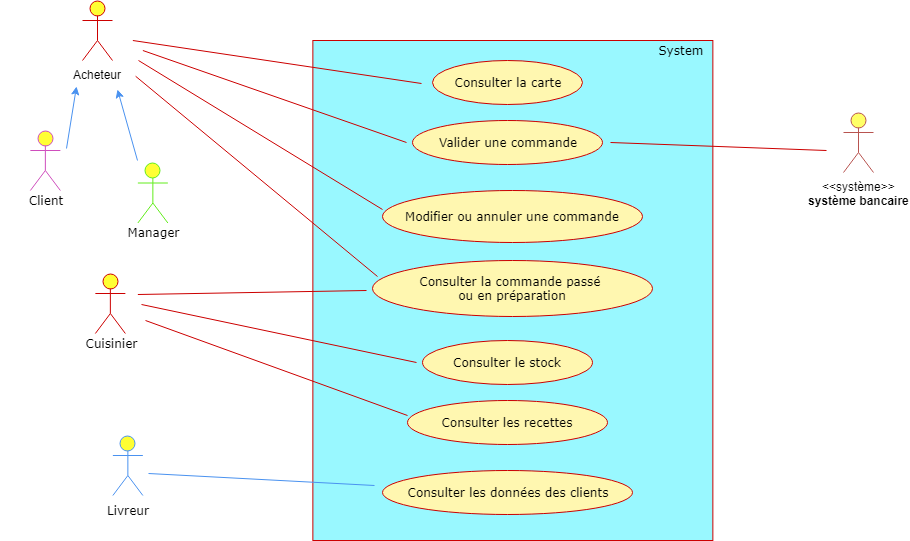 System
Acheteur
Consulter la carte
Valider une commande
<<système>>
système bancaire
Client
Manager
Modifier ou annuler une commande
Consulter la commande passé
ou en préparation
Cuisinier
Consulter le stock
Consulter les recettes
Consulter les données des clients
Livreur